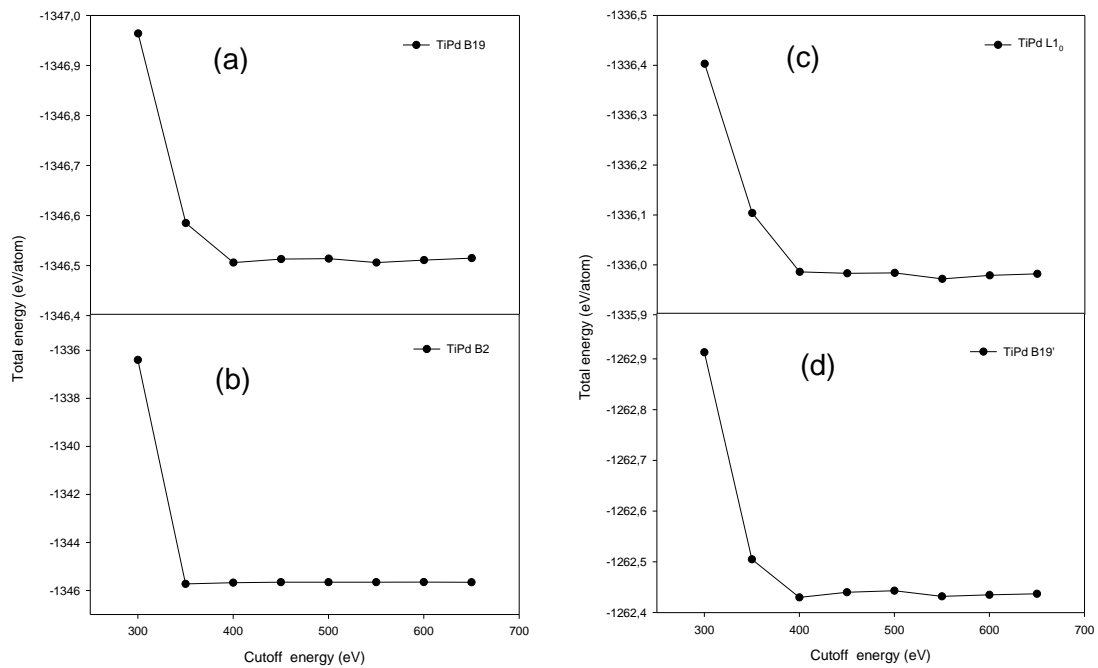 -1347,0
-1346,9
-1346,8
-1346,7
-1346,6
-1346,5
-1346,4
(a)
TiPd B19
Total energy (eV/atom)
-1336
-1338
-1340
-1342
-1344
-1346
(b)
TiPd B2
300 400 500 600 700
Cutoff energy (eV)
-1336,5
-1336,4
-1336,3
-1336,2
-1336,1
-1336,0
-1335,9
(c)
TiPd L1₀
Total energy (eV/atom)
-1262,9
-1262,8
-1262,7
-1262,6
-1262,5
-1262,4
(d)
TiPd B19'
300 400 500 600 700
Cutoff energy (eV)